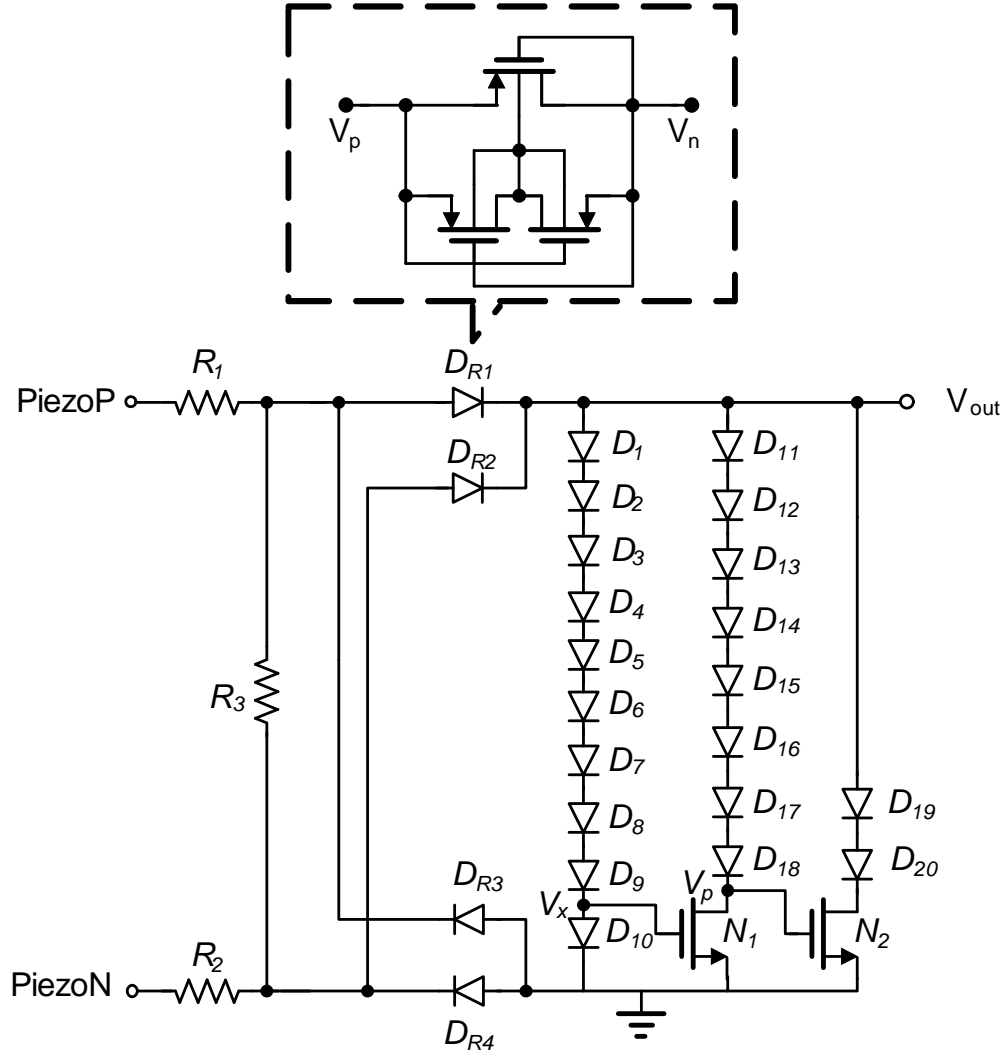 Vp
Vn
R1
DR1
PiezoP
Vout
DR2
D1
D2
D3
D4
D5
D6
D7
D8
D9
D10
Vx
D11
D12
D13
D14
D15
D16
D17
D18
Vp
N1
D19
D20
N2
R3
DR3
R2
PiezoN
DR4